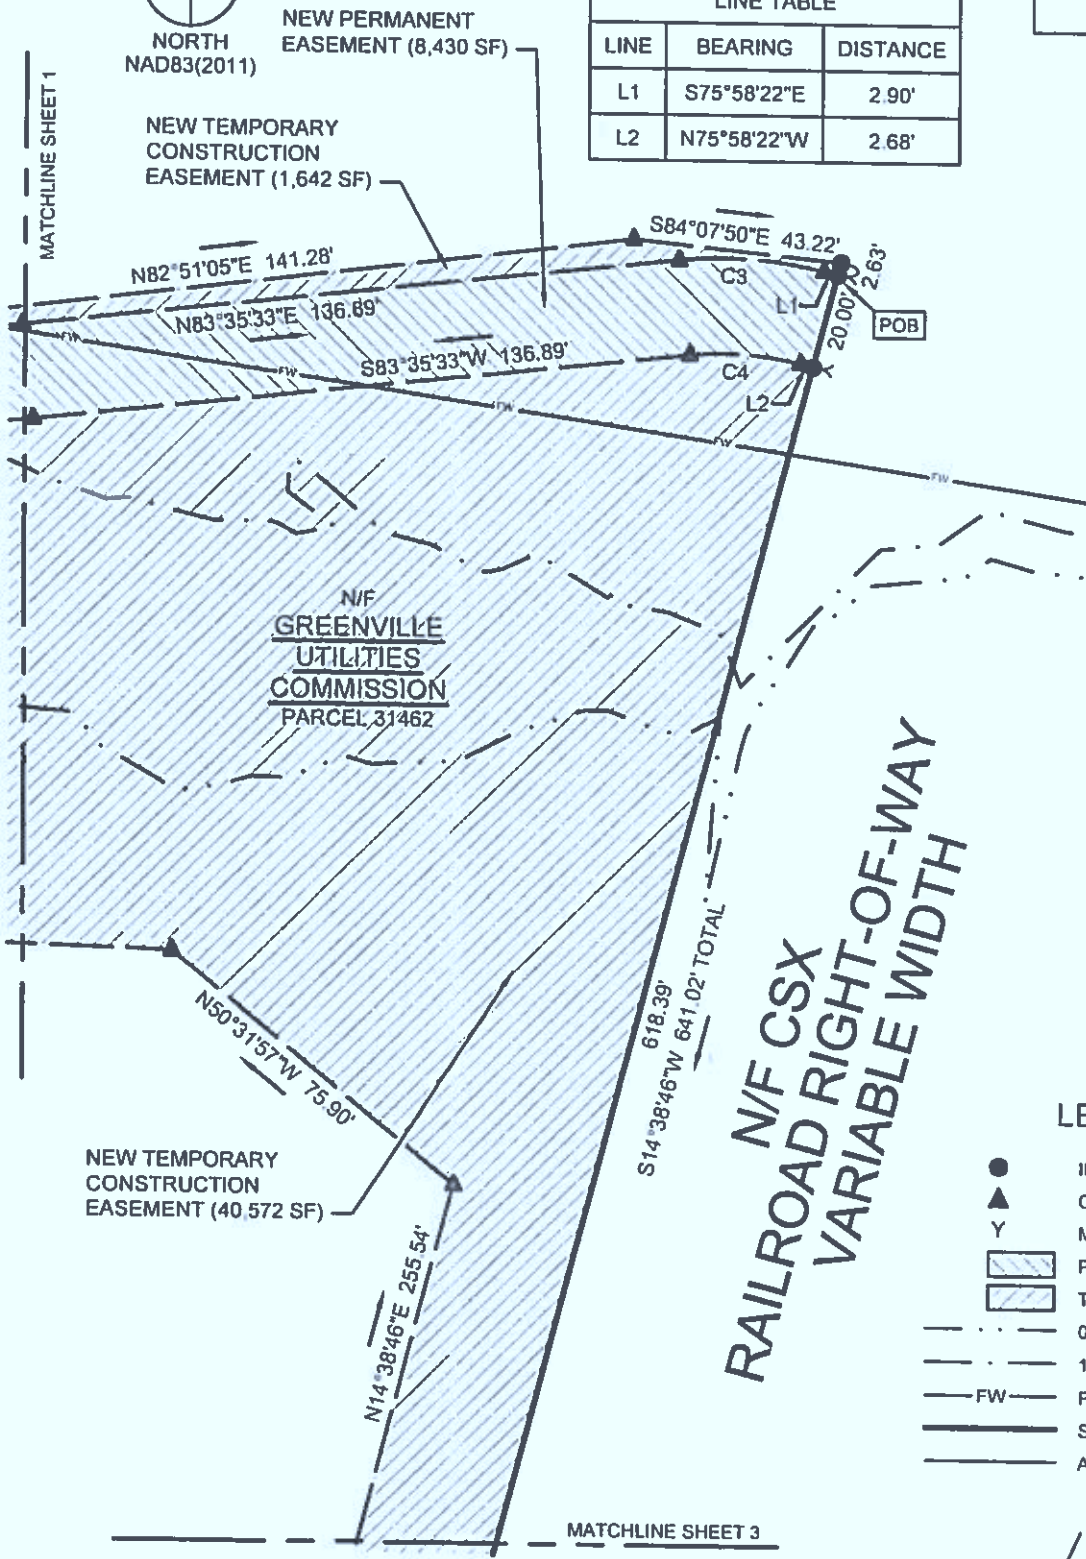 LINE TABLE
LINE BEARING DISTANCE
L1 S75°58'22"E 2.90'
L2 N75°58'22"W 2.68'
NORTH
NAD83(2011)
NEW PERMANENT
EASEMENT (8,430 SF)
MATCHLINE SHEET 1
NEW TEMPORARY
CONSTRUCTION
EASEMENT (1,642 SF)
N82°51'05"E 141.28'
S84°07'50"E 43.22'
2.63'
C3
L1
20.00'
POB
N83°35'33"E 136.89'
S83°35'33"W 136.89'
C4
L2
FW
FW
FW
FW
FW
N/F
GREENVILLE
UTILITIES
COMMISSION
PARCEL 31462
N50°31'57"W 75.90'
618.39'
S14°38'46"W 641.02' TOTAL
N/F CSX
RAILROAD RIGHT-OF-WAY
VARIABLE WIDTH
NEW TEMPORARY
CONSTRUCTION
EASEMENT (40,572 SF)
N14°38'46"E 255.54'
Y
FW
MATCHLINE SHEET 3